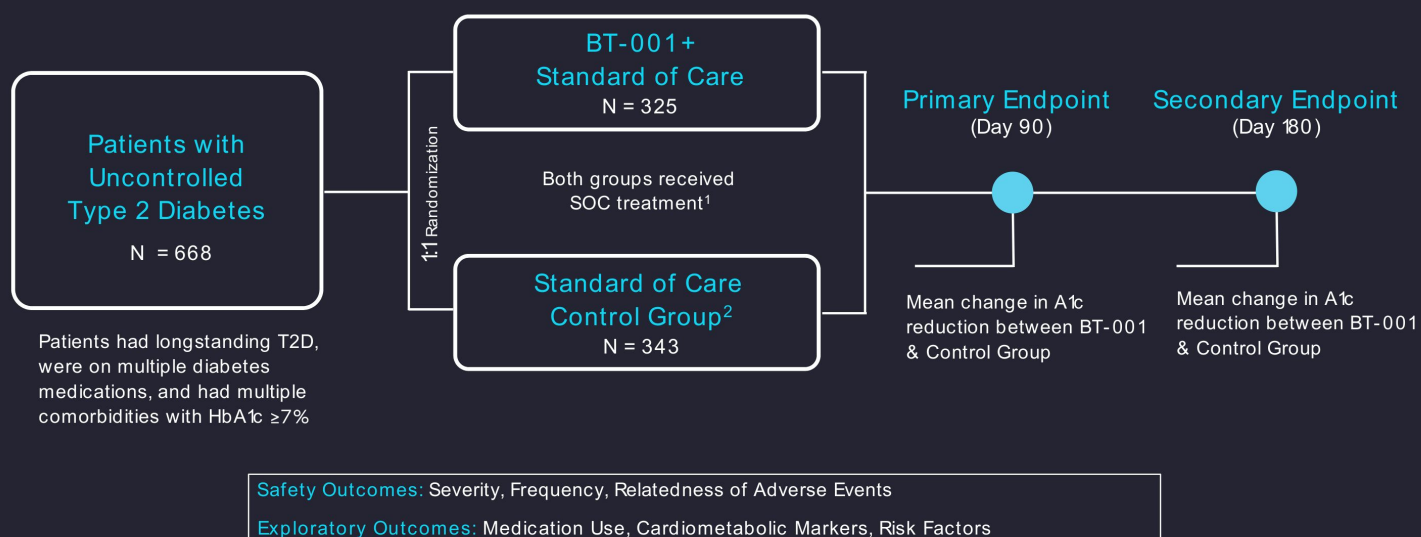 Patients with
Uncontrolled
Type 2 Diabetes
N = 668
Patients had longstanding T2D,
were on multiple diabetes
medications, and had multiple
comorbidities with HbA1c ≥7%
1:1 Randomization
BT-001+
Standard of Care
N = 325
Both groups received
SOC treatment¹
Standard of Care
Control Group²
N = 343
Primary Endpoint
(Day 90)
Mean change in A1c
reduction between BT-001
& Control Group
Secondary Endpoint
(Day 180)
Mean change in A1c
reduction between BT-001
& Control Group
Safety Outcomes: Severity, Frequency, Relatedness of Adverse Events
Exploratory Outcomes: Medication Use, Cardiometabolic Markers, Risk Factors